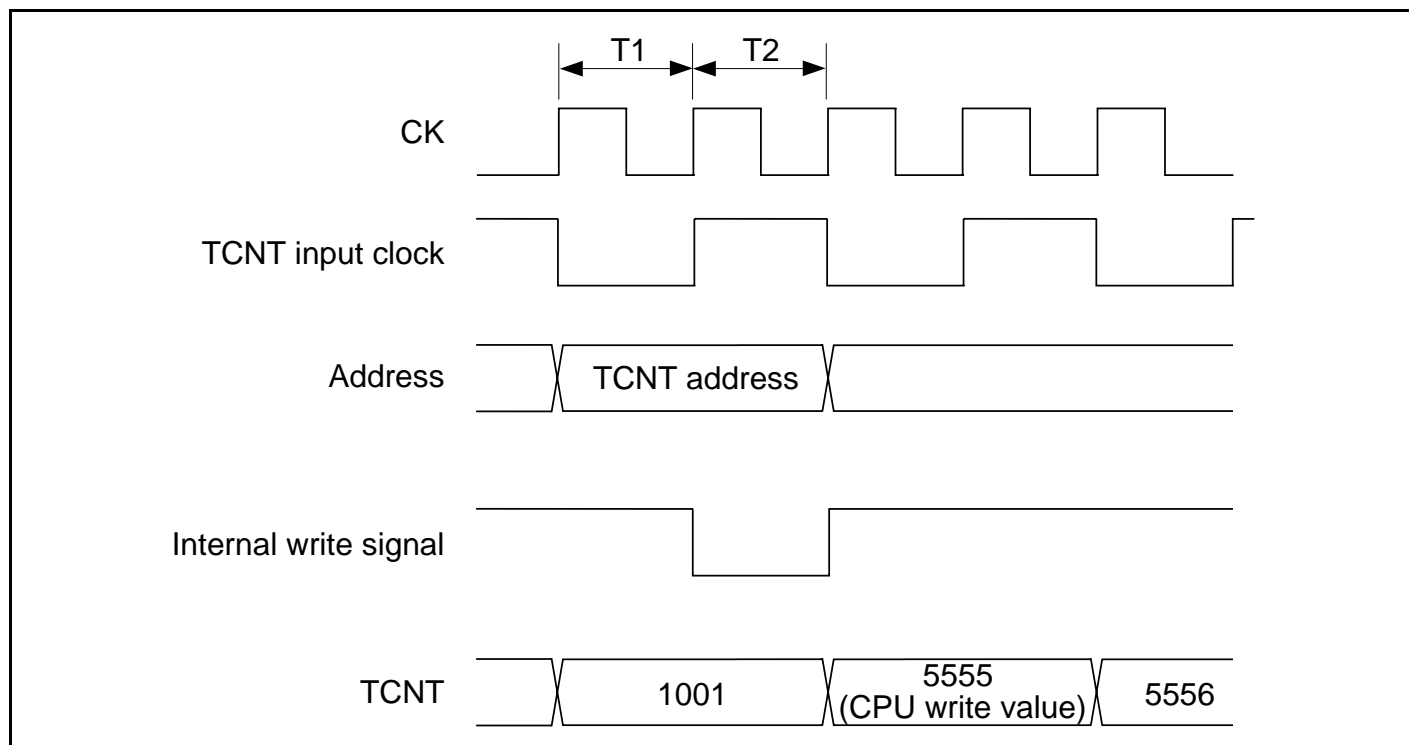 T1 T2
CK
TCNT input clock
Address TCNT address
Internal write signal
TCNT 1001 5555 5556
(CPU write value)